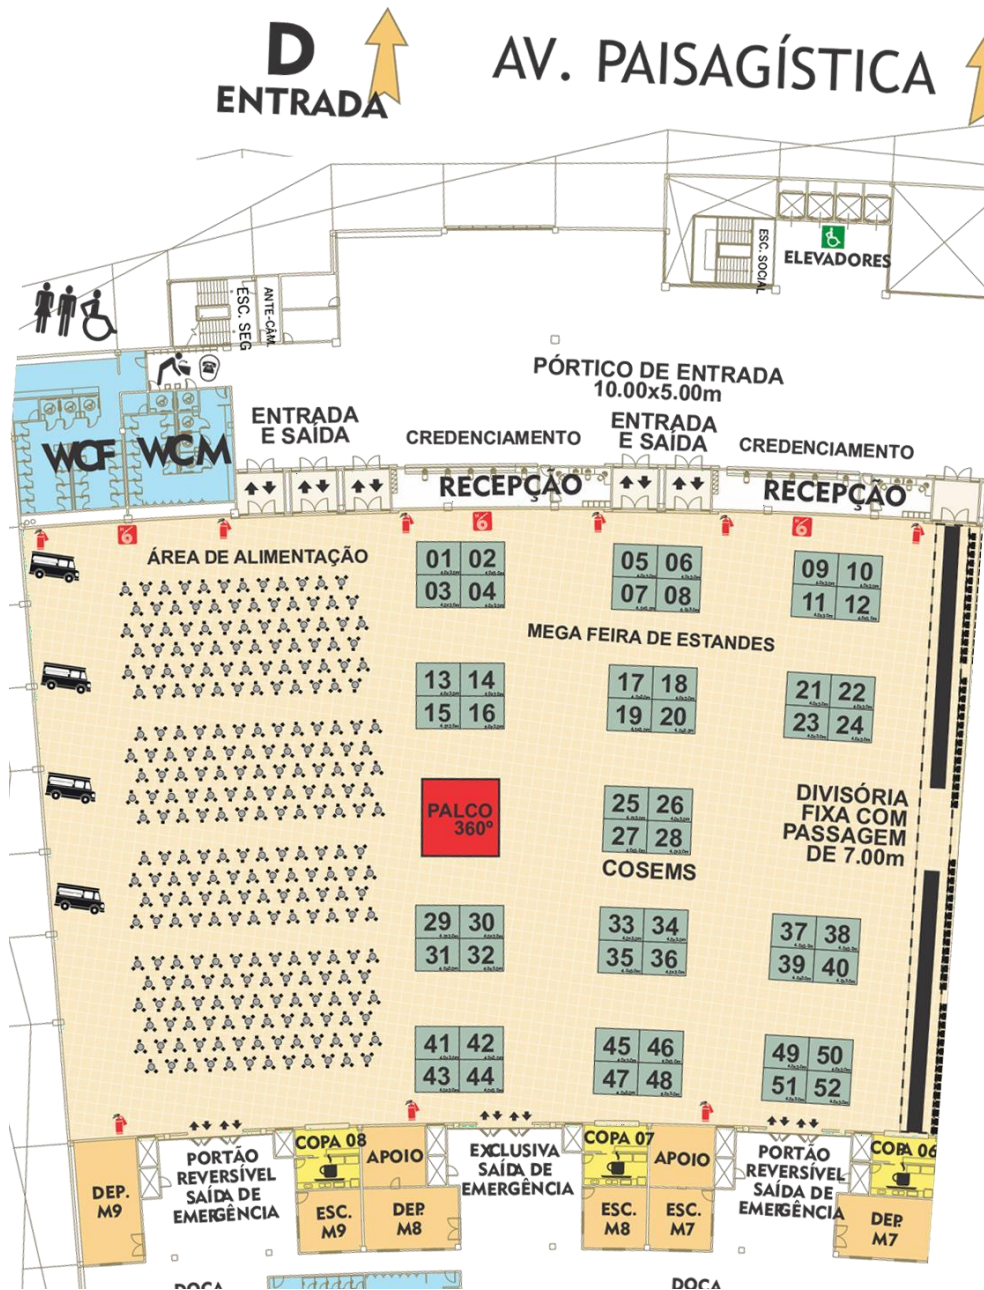 D
ENTRADA
AV. PAISAGÍSTICA
ESC. SEG
ANTE-CÂM.
ESC. SOCIAL
ELEVADORES
PÓRTICO DE ENTRADA
10.00x5.00m
WCF
WCM
ENTRADA
E SAÍDA
CREDENCIAMENTO
ENTRADA
E SAÍDA
CREDENCIAMENTO
RECEPÇÃO
RECEPÇÃO
6
6
6
ÁREA DE ALIMENTAÇÃO
01 02
03 04
05 06
07 08
09 10
11 12
MEGA FEIRA DE ESTANDES
13 14
15 16
17 18
19 20
21 22
23 24
PALCO
360º
25 26
27 28
COSEMS
DIVISÓRIA
FIXA COM
PASSAGEM
DE 7.00m
29 30
31 32
33 34
35 36
37 38
39 40
41 42
43 44
45 46
47 48
49 50
51 52
DEP.
M9
PORTÃO
REVERSÍVEL
SAÍDA DE
EMERGÊNCIA
COPA 08
APOIO
ESC.
M9
DEP.
M8
EXCLUSIVA
SAÍDA DE
EMERGÊNCIA
COPA 07
APOIO
ESC.
M8
ESC.
M7
PORTÃO
REVERSÍVEL
SAÍDA DE
EMERGÊNCIA
COPA 06
DEP.
M7
DOCA
DOCA